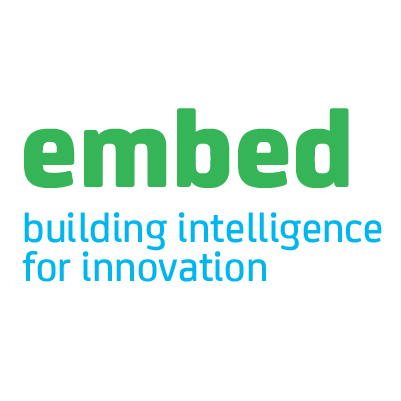 embed
building intelligence
for innovation